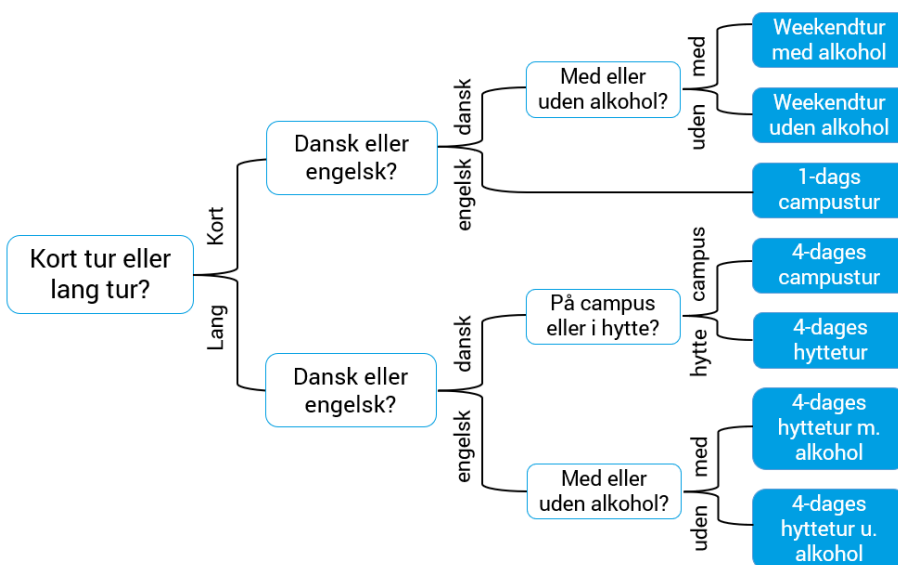 Kort tur eller
lang tur?
Kort
Lang
Dansk eller
engelsk?
dansk
engelsk
Med eller
uden alkohol?
med
uden
Weekendtur
med alkohol
Weekendtur
uden alkohol
1-dags
campustur
Dansk eller
engelsk?
dansk
engelsk
På campus
eller i hytte?
campus
hytte
4-dages
campustur
4-dages
hyttetur
Med eller
uden alkohol?
med
uden
4-dages
hyttetur m.
alkohol
4-dages
hyttetur u.
alkohol